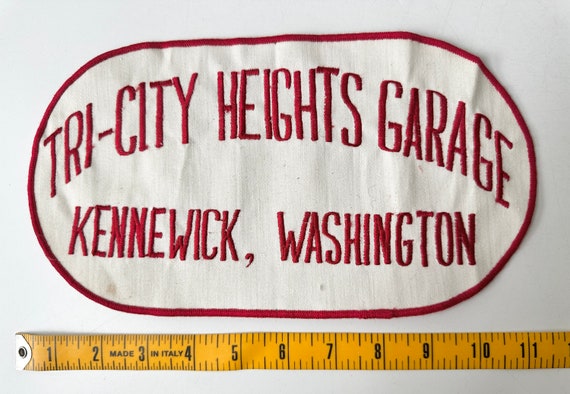 TRI-CITY HEIGHTS GARAGE
KENNEWICK, WASHINGTON
1 2 MADE IN ITALY 4 5 6 7 8 9 10 11